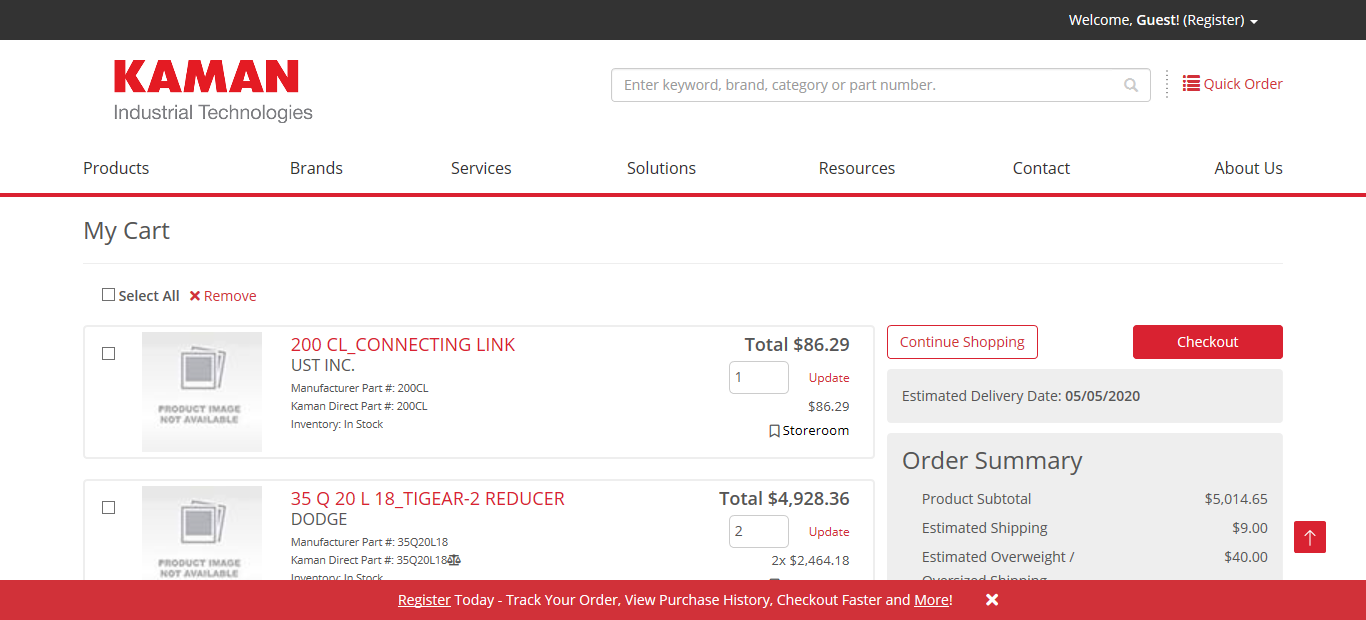 Welcome, Guest! (Register)
KAMAN
Industrial Technologies
Enter keyword, brand, category or part number.
Quick Order
Products Brands Services Solutions Resources Contact About Us
My Cart
Select All Remove
200 CL_CONNECTING LINK
UST INC.
Manufacturer Part #: 200CL
Kaman Direct Part #: 200CL
Inventory: In Stock
Total $86.29
1 Update
$86.29
Storeroom
PRODUCT IMAGE
NOT AVAILABLE
35 Q 20 L 18_TIGEAR-2 REDUCER
DODGE
Manufacturer Part #: 35Q20L18
Kaman Direct Part #: 35Q20L18
Inventory: In Stock
Total $4,928.36
2 Update
2x $2,464.18
PRODUCT IMAGE
NOT AVAILABLE
Continue Shopping
Checkout
Estimated Delivery Date: 05/05/2020
Order Summary
Product Subtotal $5,014.65
Estimated Shipping $9.00
Estimated Overweight / $40.00
Oversized Shipping
Register Today - Track Your Order, View Purchase History, Checkout Faster and More!